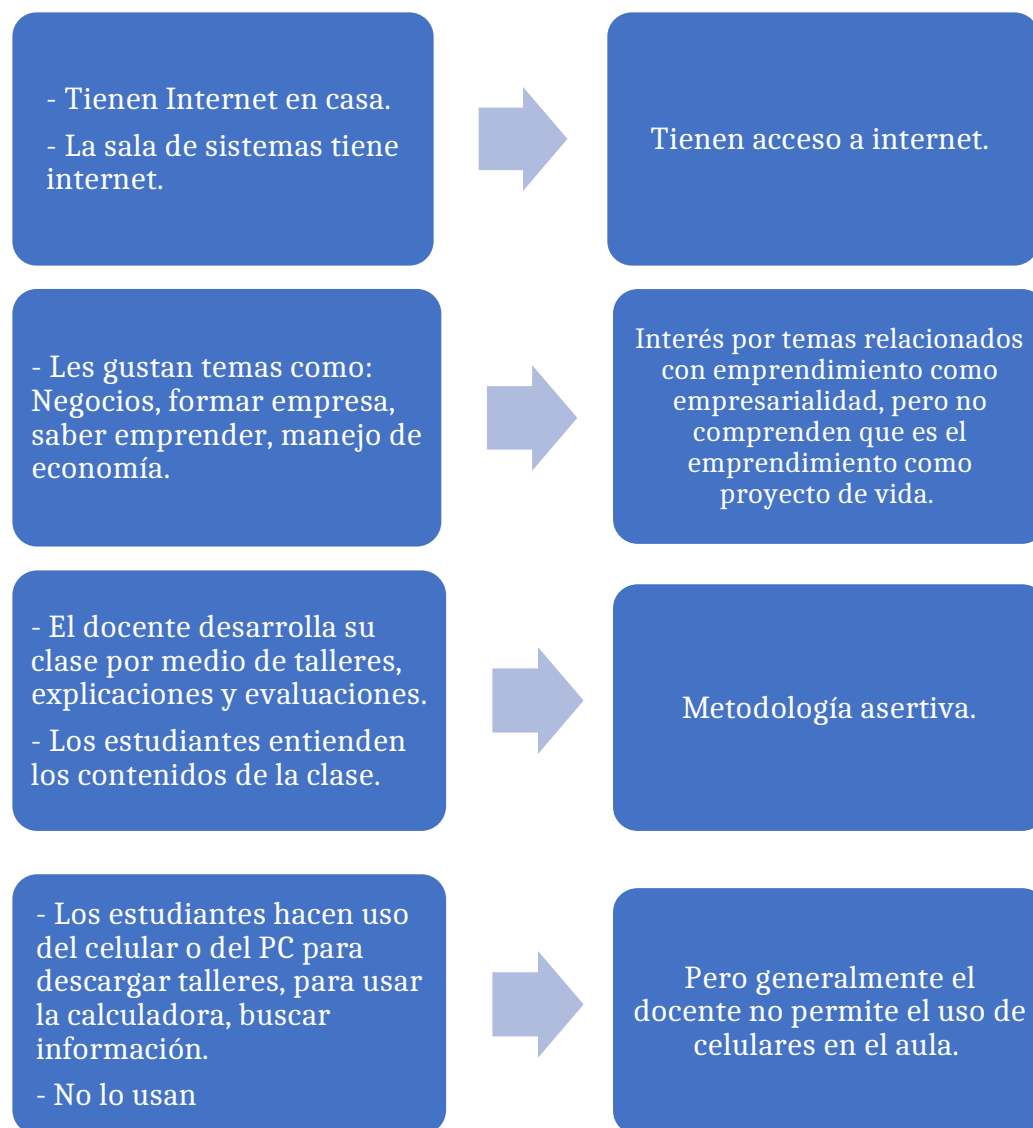 - Tienen Internet en casa.
- La sala de sistemas tiene
internet.
Tienen acceso a internet.
- Les gustan temas como:
Negocios, formar empresa,
saber emprender, manejo de
economía.
Interés por temas relacionados
con emprendimiento como
empresarialidad, pero no
comprenden que es el
emprendimiento como
proyecto de vida.
- El docente desarrolla su
clase por medio de talleres,
explicaciones y evaluaciones.
- Los estudiantes entienden
los contenidos de la clase.
Metodología asertiva.
- Los estudiantes hacen uso
del celular o del PC para
descargar talleres, para usar
la calculadora, buscar
información.
- No lo usan
Pero generalmente el
docente no permite el uso de
celulares en el aula.